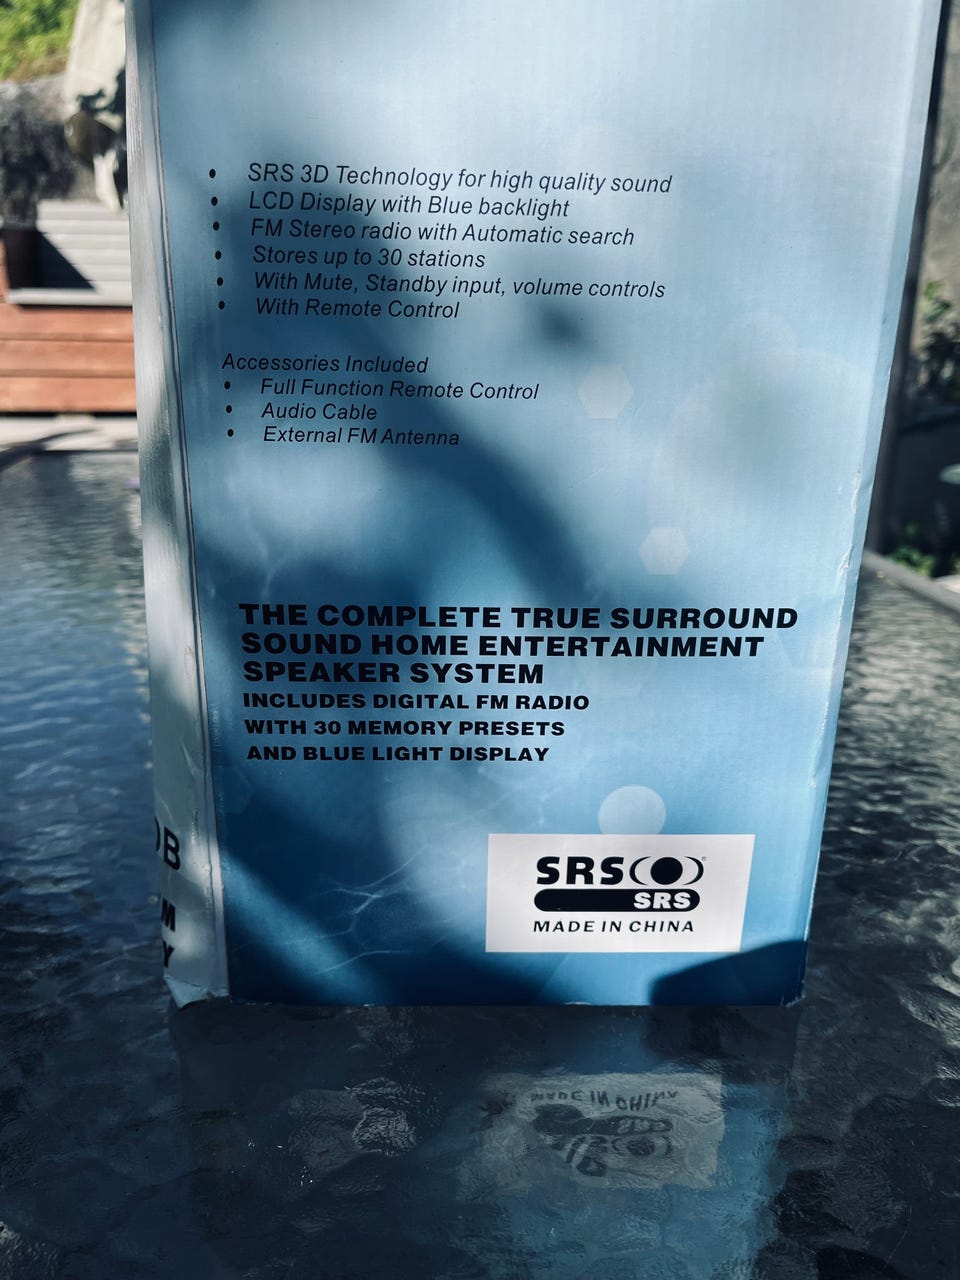 • SRS 3D Technology for high quality sound
• LCD Display with Blue backlight
• FM Stereo radio with Automatic search
• Stores up to 30 stations
• With Mute, Standby input, volume controls
• With Remote Control
Accessories Included
• Full Function Remote Control
• Audio Cable
• External FM Antenna
THE COMPLETE TRUE SURROUND
SOUND HOME ENTERTAINMENT
SPEAKER SYSTEM
INCLUDES DIGITAL FM RADIO
WITH 30 MEMORY PRESETS
AND BLUE LIGHT DISPLAY
SRS
SRS
MADE IN CHINA